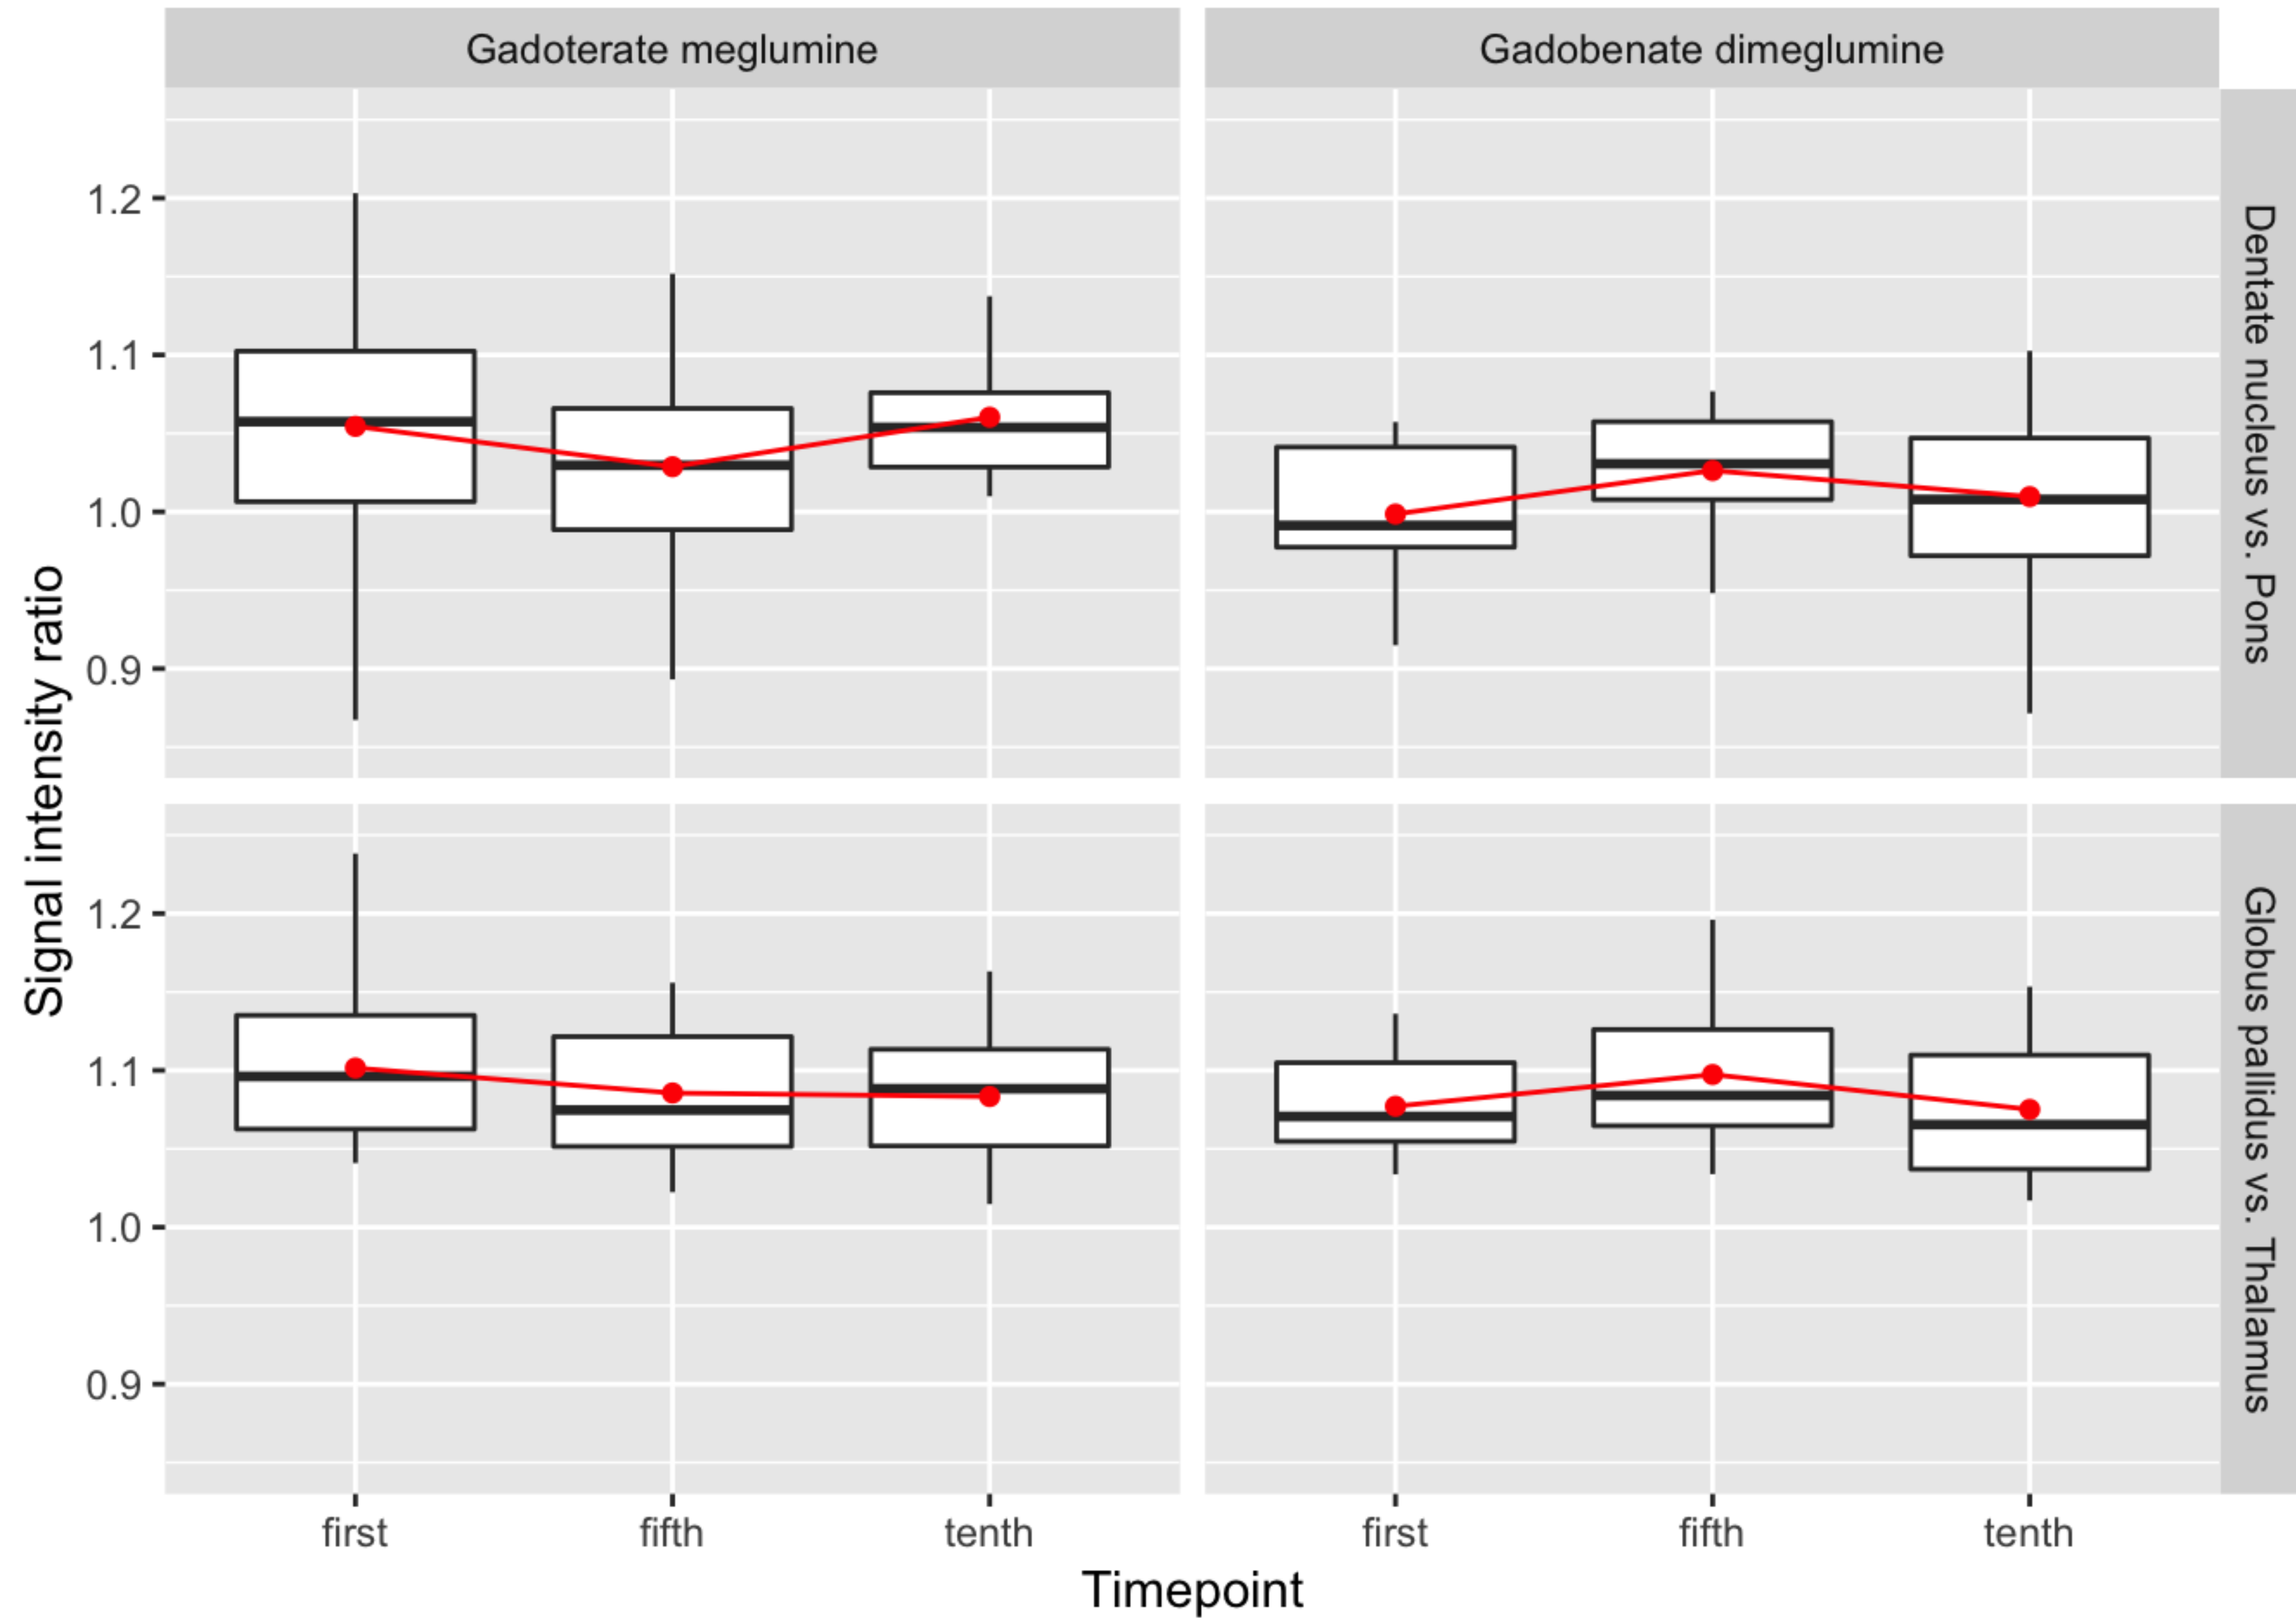 Gadoterate meglumine
Gadobenate dimeglumine
Signal intensity ratio
1.2
1.1
1.0
0.9
Dentate nucleus vs. Pons
1.2
1.1
1.0
0.9
Globus pallidus vs. Thalamus
first
fifth
tenth
first
fifth
tenth
Timepoint